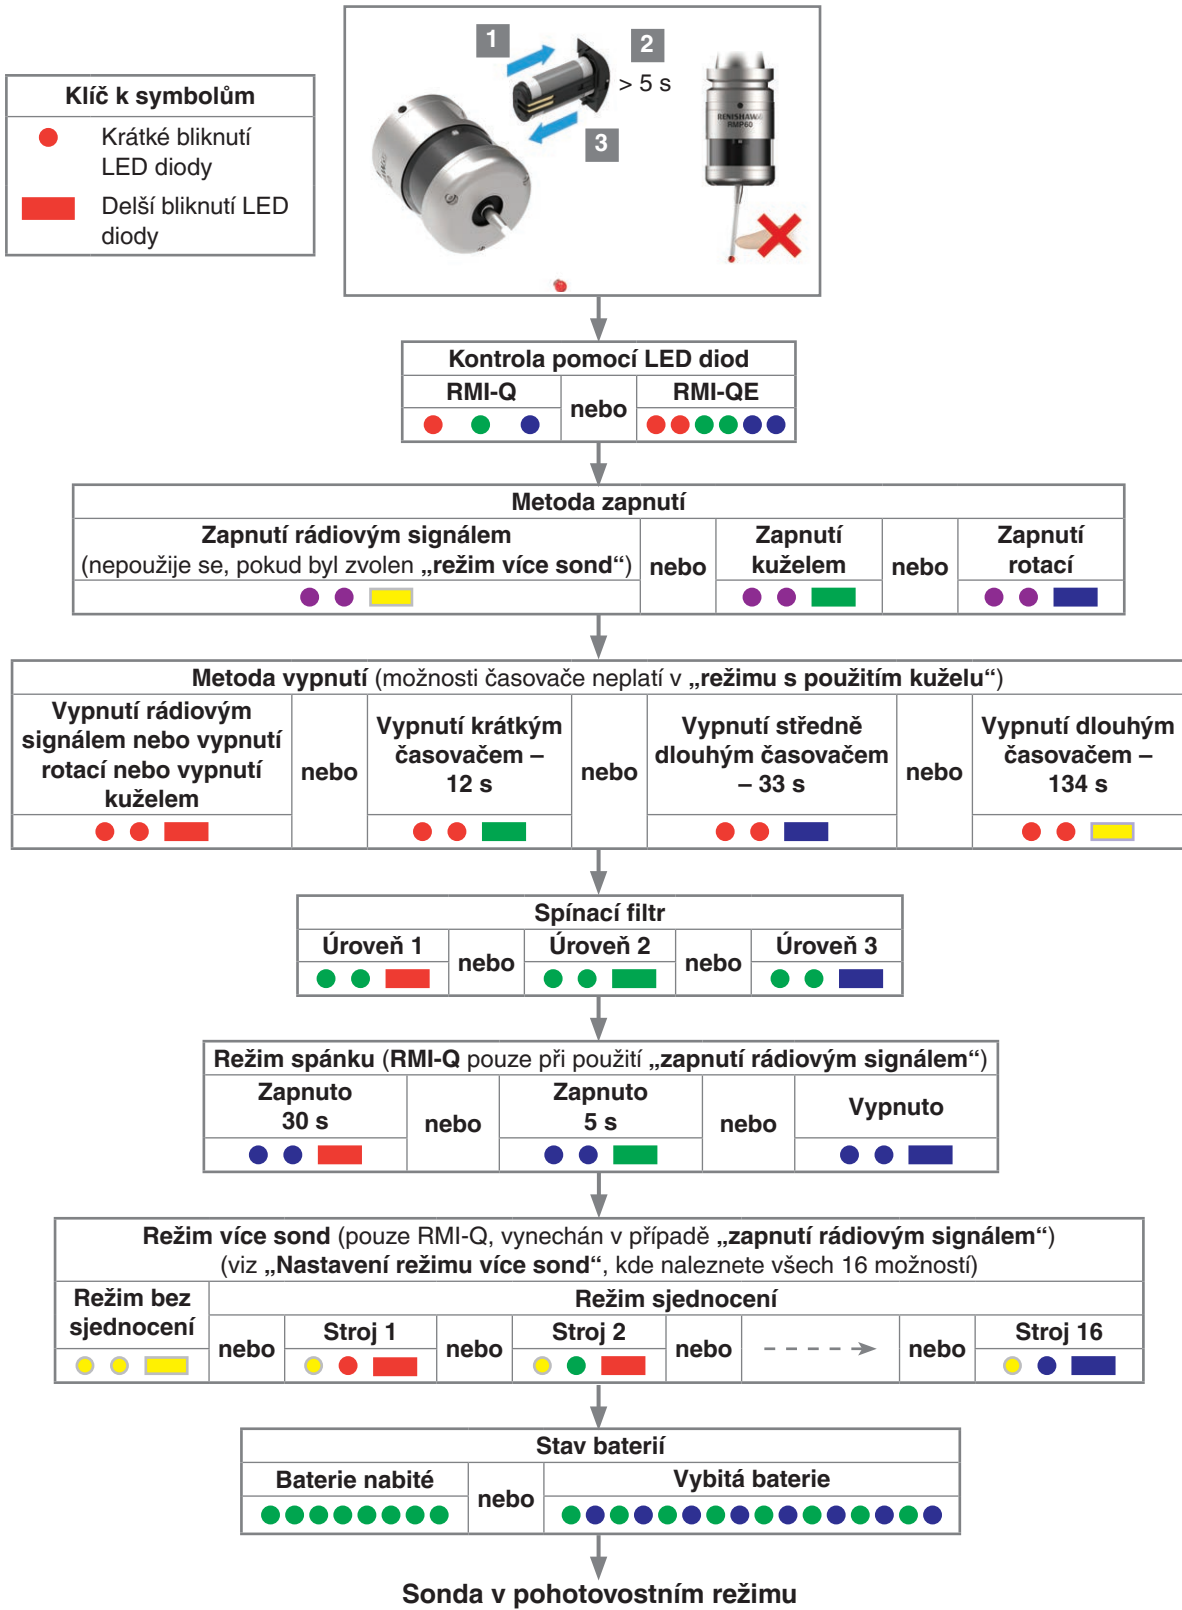 1
2
> 5 s
3
RENISHAW
RMP60
Klíč k symbolům
Krátké bliknutí
LED diody
Delší bliknutí LED
diody
Kontrola pomocí LED diod
RMI-Q
nebo
RMI-QE
Metoda zapnutí
Zapnutí rádiovým signálem
(nepoužije se, pokud byl zvolen „režim více sond“)
nebo
Zapnutí
kuželem
nebo
Zapnutí
rotací
Metoda vypnutí (možnosti časovače neplatí v „režimu s použitím kuželu“)
Vypnutí rádiovým
signálem nebo vypnutí
rotací nebo vypnutí
kuželem
nebo
Vypnutí krátkým
časovačem –
12 s
nebo
Vypnutí středně
dlouhým časovačem
– 33 s
nebo
Vypnutí dlouhým
časovačem –
134 s
Spínací filtr
Úroveň 1
nebo
Úroveň 2
nebo
Úroveň 3
Režim spánku (RMI-Q pouze při použití „zapnutí rádiovým signálem“)
Zapnuto
30 s
nebo
Zapnuto
5 s
nebo
Vypnuto
Režim více sond (pouze RMI-Q, vynechán v případě „zapnutí rádiovým signálem“)
(viz „Nastavení režimu více sond“, kde naleznete všech 16 možností)
Režim bez
sjednocení
Režim sjednocení
nebo
Stroj 1
nebo
Stroj 2
nebo
nebo
Stroj 16
Stav baterií
Baterie nabité
nebo
Vybitá baterie
Sonda v pohotovostním režimu